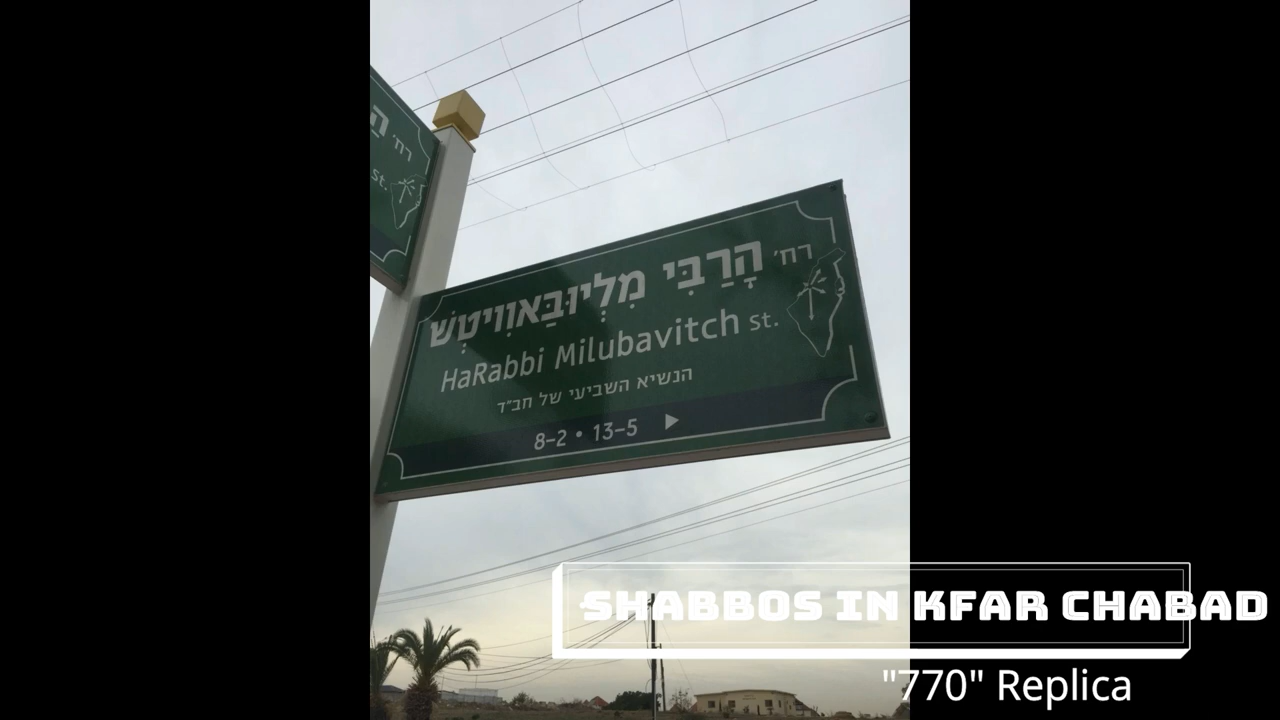 רח' הָרַבִּי מִלְיוּבַּאוִויטְשׁ
HaRabbi Milubavitch St.
הנשיא השביעי של חב"ד
8–2 • 13–5
St.
רח'
SHABBOS IN KFAR CHABAD
"770" Replica